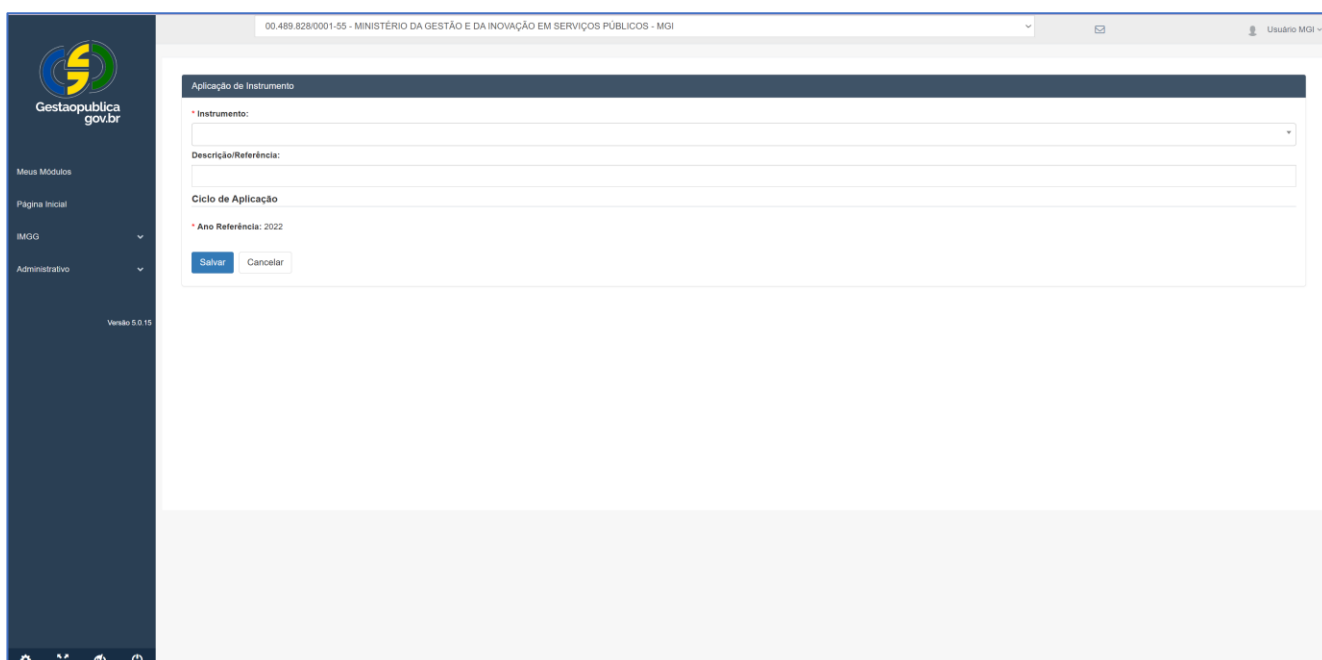 00.489.828/0001-55 - MINISTÉRIO DA GESTÃO E DA INOVAÇÃO EM SERVIÇOS PÚBLICOS - MGI
Usuário MGI
Gestaopublica
gov.br
Meus Módulos
Página Inicial
IMGG
Administrativo
Versão 5.0.15
Aplicação de Instrumento
* Instrumento:
Descrição/Referência:
Ciclo de Aplicação
* Ano Referência: 2022
Salvar Cancelar